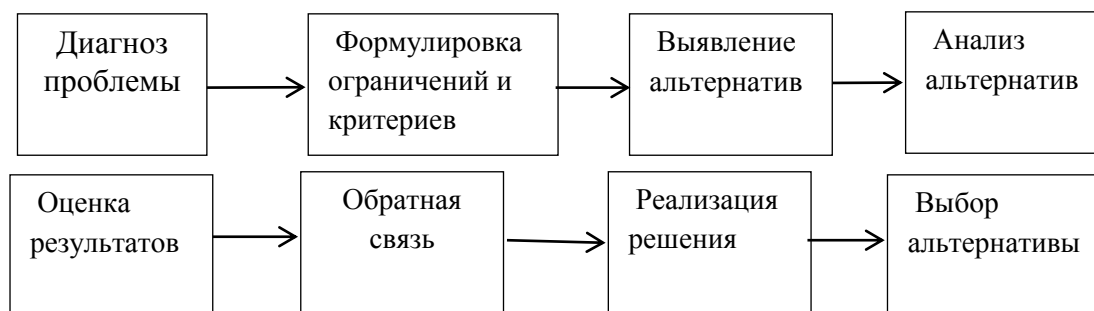 Диагноз
проблемы
Формулировка
ограничений и
критериев
Выявление
альтернатив
Анализ
альтернатив
Оценка
результатов
Обратная
связь
Реализация
решения
Выбор
альтернативы